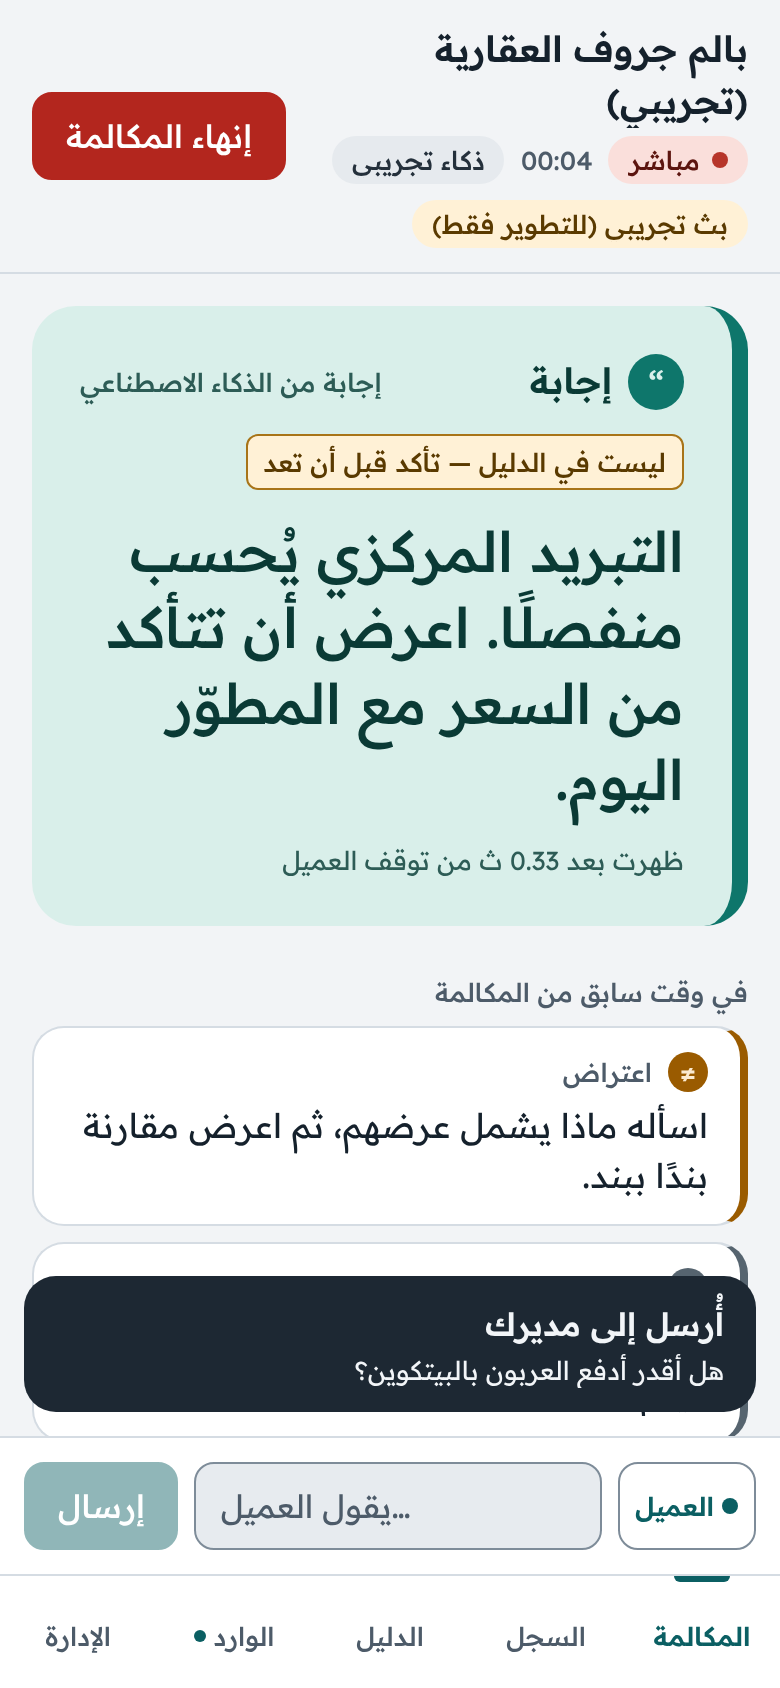 بالم جروف العقارية
(تجريبي)
إنهاء المكالمة
مباشر
00:04
ذكاء تجريبى
بث تجريبى (للتطوير فقط)
“ إجابة
إجابة من الذكاء الاصطناعي
ليست في الدليل — تأكد قبل أن تعد
التبريد المركزي يُحسب
منفصلًا. اعرض أن تتأكد
من السعر مع المطوّر
اليوم.
ظهرت بعد 0.33 ث من توقف العميل
في وقت سابق من المكالمة
≠ اعتراض
اسأله ماذا يشمل عرضهم، ثم اعرض مقارنة
بندًا ببند.
أُرسل إلى مديرك
هل أقدر أدفع العربون بالبيتكوين؟
العميل
يقول العميل...
إرسال
المكالمة
السجل
الدليل
الوارد
الإدارة